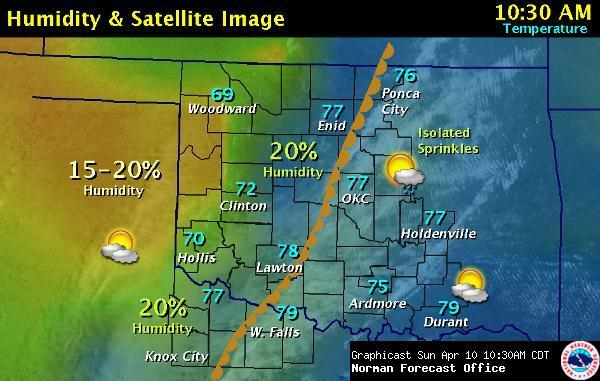 Humidity & Satellite Image
10:30 AM
Temperature
76
Ponca
City
69
Woodward
77
Enid
Isolated
Sprinkles
20%
Humidity
15-20%
Humidity
72
Clinton
77
OKC
77
Holdenville
70
Hollis
78
Lawton
77
75
Ardmore
79
Durant
20%
Humidity
79
W. Falls
Knox City
Graphicast Sun Apr 10 10:30AM CDT
Norman Forecast Office